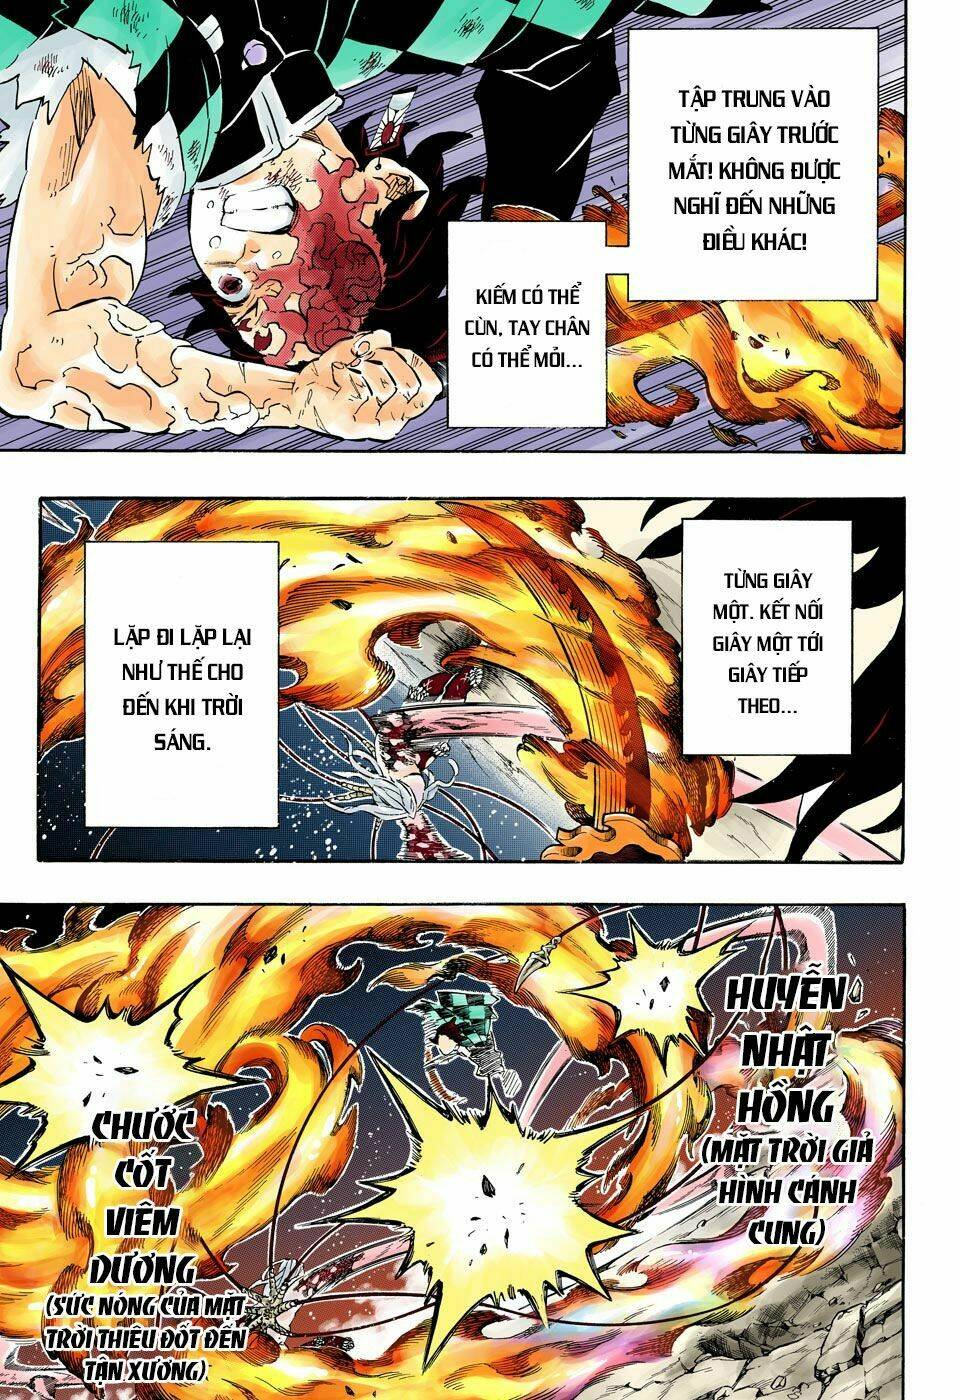 TẬP TRUNG VÀO
TỪNG GIÂY TRƯỚC
MẮT! KHÔNG ĐƯỢC
NGHĨ ĐẾN NHỮNG
ĐIỀU KHÁC!
KIẾM CÓ THỂ
CÙN, TAY CHÂN
CÓ THỂ MỎI...
TỪNG GIÂY
MỘT. KẾT NỐI
GIÂY MỘT TỚI
GIÂY TIẾP
THEO...
LẶP ĐI LẶP LẠI
NHƯ THẾ CHO
ĐẾN KHI TRỜI
SÁNG.
HUYỄN
NHẬT
HỒNG
(MẶT TRỜI GIẢ
HÌNH CÁNH
CUNG)
CHƯỚC
CỐT
VIÊM
DƯƠNG
(SỨC NÓNG CỦA MẶT
TRỜI THIÊU ĐỐT ĐẾN
TẬN XƯƠNG)